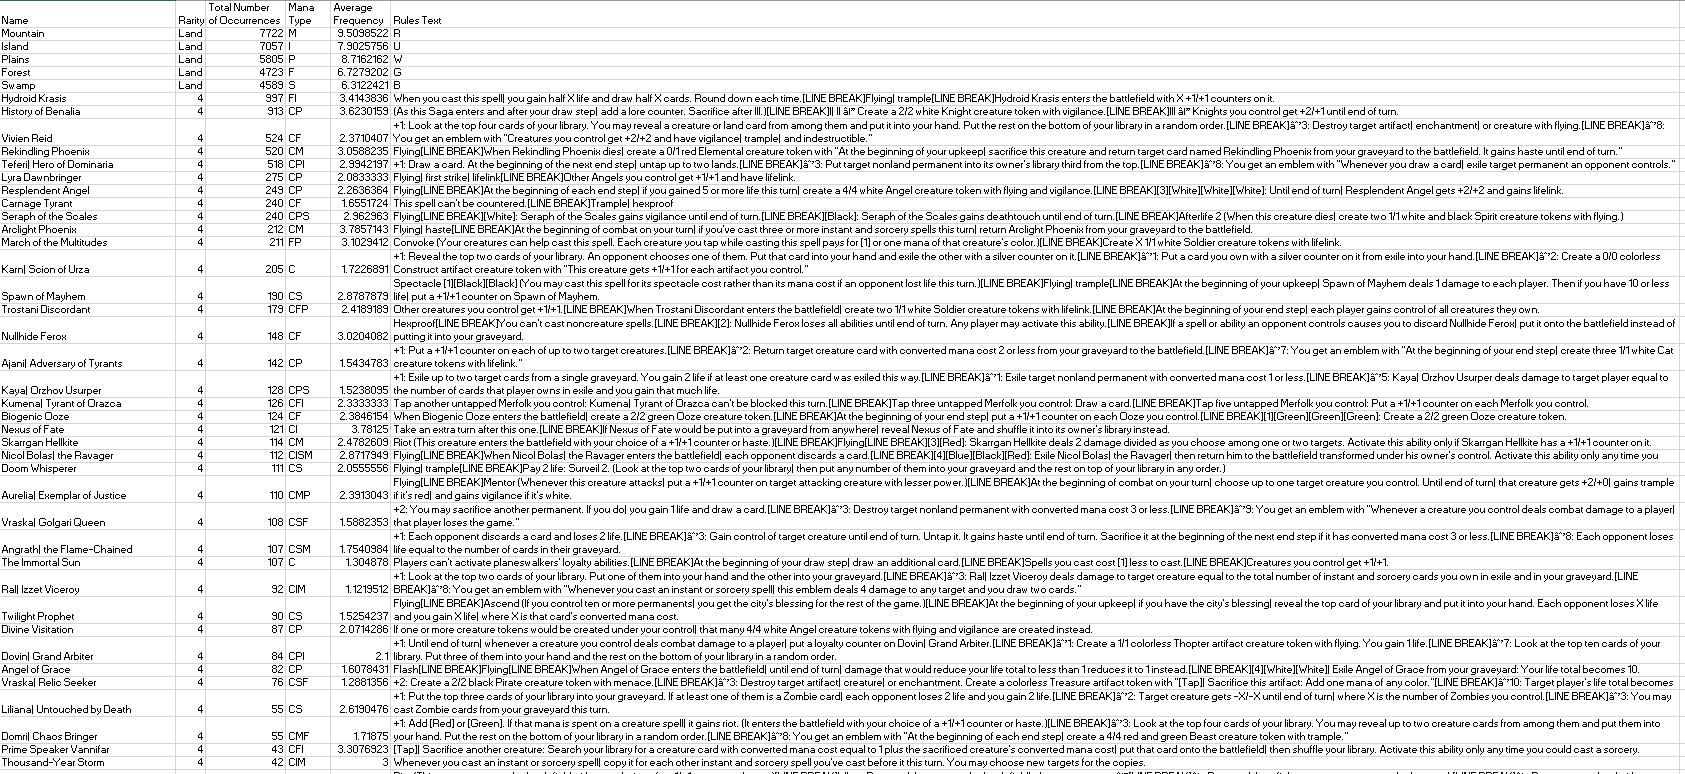 Total Number Mana Average
Name Rarity of Occurrences Type Frequency Rules Text
Mountain Land 7722 M 9.5098522 R
Island Land 7057 I 7.9025756 U
Plains Land 5805 P 8.7162162 W
Forest Land 4723 F 6.7279202 G
Swamp Land 4589 S 6.3122421 B
Hydroid Krasis 4 997 FI 3.4143836 When you cast this spell| you gain half X life and draw half X cards. Round down each time.[LINE BREAK]Flying| trample[LINE BREAK]Hydroid Krasis enters the battlefield with X +1/+1 counters on it.
History of Benalia 4 913 CP 3.6230159 (As this Saga enters and after your draw step| add a lore counter. Sacrifice after III.)[LINE BREAK]I| II â€” Create a 2/2 white Knight creature token with vigilance.[LINE BREAK]III â€” Knights you control get +2/+1 until end of turn.
+1: Look at the top four cards of your library. You may reveal a creature or land card from among them and put it into your hand. Put the rest on the bottom of your library in a random order.[LINE BREAK]âˆ’3: Destroy target artifact| enchantment| or creature with flying.[LINE BREAK]âˆ’8:
Vivien Reid 4 524 CF 2.3710407 You get an emblem with "Creatures you control get +2/+2 and have vigilance| trample| and indestructible."
Rekindling Phoenix 4 520 CM 3.0588235 Flying[LINE BREAK]When Rekindling Phoenix dies| create a 0/1 red Elemental creature token with "At the beginning of your upkeep| sacrifice this creature and return target card named Rekindling Phoenix from your graveyard to the battlefield. It gains haste until end of turn."
Teferi| Hero of Dominaria 4 518 CPI 2.9942197 +1: Draw a card. At the beginning of the next end step| untap up to two lands.[LINE BREAK]âˆ’3: Put target nonland permanent into its owner's library third from the top.[LINE BREAK]âˆ’8: You get an emblem with "Whenever you draw a card| exile target permanent an opponent controls."
Lyra Dawnbringer 4 275 CP 2.0833333 Flying| first strike| lifelink[LINE BREAK]Other Angels you control get +1/+1 and have lifelink.
Resplendent Angel 4 249 CP 2.2636364 Flying[LINE BREAK]At the beginning of each end step| if you gained 5 or more life this turn| create a 4/4 white Angel creature token with flying and vigilance.[LINE BREAK][3][White][White][White]: Until end of turn| Resplendent Angel gets +2/+2 and gains lifelink.
Carnage Tyrant 4 240 CF 1.6551724 This spell can't be countered.[LINE BREAK]Trample| hexproof
Seraph of the Scales 4 240 CPS 2.962963 Flying[LINE BREAK][White]: Seraph of the Scales gains vigilance until end of turn.[LINE BREAK][Black]: Seraph of the Scales gains deathtouch until end of turn.[LINE BREAK]Afterlife 2 (When this creature dies| create two 1/1 white and black Spirit creature tokens with flying.)
Arclight Phoenix 4 212 CM 3.7857143 Flying| haste[LINE BREAK]At the beginning of combat on your turn| if you've cast three or more instant and sorcery spells this turn| return Arclight Phoenix from your graveyard to the battlefield.
March of the Multitudes 4 211 FP 3.1029412 Convoke (Your creatures can help cast this spell. Each creature you tap while casting this spell pays for [1] or one mana of that creature's color.)[LINE BREAK]Create X 1/1 white Soldier creature tokens with lifelink.
+1: Reveal the top two cards of your library. An opponent chooses one of them. Put that card into your hand and exile the other with a silver counter on it.[LINE BREAK]âˆ’1: Put a card you own with a silver counter on it from exile into your hand.[LINE BREAK]âˆ’2: Create a 0/0 colorless
Karn| Scion of Urza 4 205 C 1.7226891 Construct artifact creature token with "This creature gets +1/+1 for each artifact you control."
Spectacle [1][Black][Black] (You may cast this spell for its spectacle cost rather than its mana cost if an opponent lost life this turn.)[LINE BREAK]Flying| trample[LINE BREAK]At the beginning of your upkeep| Spawn of Mayhem deals 1 damage to each player. Then if you have 10 or less
Spawn of Mayhem 4 190 CS 2.8787879 life| put a +1/+1 counter on Spawn of Mayhem.
Trostani Discordant 4 179 CFP 2.4189189 Other creatures you control get +1/+1.[LINE BREAK]When Trostani Discordant enters the battlefield| create two 1/1 white Soldier creature tokens with lifelink.[LINE BREAK]At the beginning of your end step| each player gains control of all creatures they own.
Hexproof[LINE BREAK]You can't cast noncreature spells.[LINE BREAK][2]: Nullhide Ferox loses all abilities until end of turn. Any player may activate this ability.[LINE BREAK]If a spell or ability an opponent controls causes you to discard Nullhide Ferox| put it onto the battlefield instead of
Nullhide Ferox 4 148 CF 3.0204082 putting it into your graveyard.
+1: Put a +1/+1 counter on each of up to two target creatures.[LINE BREAK]âˆ’2: Return target creature card with converted mana cost 2 or less from your graveyard to the battlefield.[LINE BREAK]âˆ’7: You get an emblem with "At the beginning of your end step| create three 1/1 white Cat
Ajani| Adversary of Tyrants 4 142 CP 1.5434783 creature tokens with lifelink."
+1: Exile up to two target cards from a single graveyard. You gain 2 life if at least one creature card was exiled this way.[LINE BREAK]âˆ’1: Exile target nonland permanent with converted mana cost 1 or less.[LINE BREAK]âˆ’5: Kaya| Orzhov Usurper deals damage to target player equal to
Kaya| Orzhov Usurper 4 128 CPS 1.5238095 the number of cards that player owns in exile and you gain that much life.
Kumena| Tyrant of Orazca 4 126 CFI 2.3333333 Tap another untapped Merfolk you control: Kumena| Tyrant of Orazca can't be blocked this turn.[LINE BREAK]Tap three untapped Merfolk you control: Draw a card.[LINE BREAK]Tap five untapped Merfolk you control: Put a +1/+1 counter on each Merfolk you control.
Biogenic Ooze 4 124 CF 2.3846154 When Biogenic Ooze enters the battlefield| create a 2/2 green Ooze creature token.[LINE BREAK]At the beginning of your end step| put a +1/+1 counter on each Ooze you control.[LINE BREAK][1][Green][Green][Green]: Create a 2/2 green Ooze creature token.
Nexus of Fate 4 121 CI 3.78125 Take an extra turn after this one.[LINE BREAK]If Nexus of Fate would be put into a graveyard from anywhere| reveal Nexus of Fate and shuffle it into its owner's library instead.
Skarrgan Hellkite 4 114 CM 2.4782609 Riot (This creature enters the battlefield with your choice of a +1/+1 counter or haste.)[LINE BREAK]Flying[LINE BREAK][3][Red]: Skarrgan Hellkite deals 2 damage divided as you choose among one or two targets. Activate this ability only if Skarrgan Hellkite has a +1/+1 counter on it.
Nicol Bolas| the Ravager 4 112 CISM 2.8717949 Flying[LINE BREAK]When Nicol Bolas| the Ravager enters the battlefield| each opponent discards a card.[LINE BREAK][4][Blue][Black][Red]: Exile Nicol Bolas| the Ravager| then return him to the battlefield transformed under his owner's control. Activate this ability only any time you
Doom Whisperer 4 111 CS 2.0555556 Flying| trample[LINE BREAK]Pay 2 life: Surveil 2. (Look at the top two cards of your library| then put any number of them into your graveyard and the rest on top of your library in any order.)
Flying[LINE BREAK]Mentor (Whenever this creature attacks| put a +1/+1 counter on target attacking creature with lesser power.)[LINE BREAK]At the beginning of combat on your turn| choose up to one target creature you control. Until end of turn| that creature gets +2/+0| gains trample
Aurelia| Exemplar of Justice 4 110 CMP 2.3913043 if it's red| and gains vigilance if it's white.
+2: You may sacrifice another permanent. If you do| you gain 1 life and draw a card.[LINE BREAK]âˆ’3: Destroy target nonland permanent with converted mana cost 3 or less.[LINE BREAK]âˆ’9: You get an emblem with "Whenever a creature you control deals combat damage to a player|
Vraska| Golgari Queen 4 108 CSF 1.5882353 that player loses the game."
+1: Each opponent discards a card and loses 2 life.[LINE BREAK]âˆ’3: Gain control of target creature until end of turn. Untap it. It gains haste until end of turn. Sacrifice it at the beginning of the next end step if it has converted mana cost 3 or less.[LINE BREAK]âˆ’8: Each opponent loses
Angrath| the Flame-Chained 4 107 CSM 1.7540984 life equal to the number of cards in their graveyard.
The Immortal Sun 4 107 C 1.304878 Players can't activate planeswalkers' loyalty abilities.[LINE BREAK]At the beginning of your draw step| draw an additional card.[LINE BREAK]Spells you cast cost [1] less to cast.[LINE BREAK]Creatures you control get +1/+1.
+1: Look at the top two cards of your library. Put one of them into your hand and the other into your graveyard.[LINE BREAK]âˆ’3: Ral| Izzet Viceroy deals damage to target creature equal to the total number of instant and sorcery cards you own in exile and in your graveyard.[LINE
Ral| Izzet Viceroy 4 92 CIM 1.1219512 BREAK]âˆ’8: You get an emblem with "Whenever you cast an instant or sorcery spell| this emblem deals 4 damage to any target and you draw two cards."
Flying[LINE BREAK]Ascend (If you control ten or more permanents| you get the city's blessing for the rest of the game.)[LINE BREAK]At the beginning of your upkeep| if you have the city's blessing| reveal the top card of your library and put it into your hand. Each opponent loses X life
Twilight Prophet 4 90 CS 1.5254237 and you gain X life| where X is that card's converted mana cost.
Divine Visitation 4 87 CP 2.0714286 If one or more creature tokens would be created under your control| that many 4/4 white Angel creature tokens with flying and vigilance are created instead.
+1: Until end of turn| whenever a creature you control deals combat damage to a player| put a loyalty counter on Dovin| Grand Arbiter.[LINE BREAK]âˆ’1: Create a 1/1 colorless Thopter artifact creature token with flying. You gain 1 life.[LINE BREAK]âˆ’7: Look at the top ten cards of your
Dovin| Grand Arbiter 4 84 CPI 2.1 library. Put three of them into your hand and the rest on the bottom of your library in a random order.
Angel of Grace 4 82 CP 1.6078431 Flash[LINE BREAK]Flying[LINE BREAK]When Angel of Grace enters the battlefield| until end of turn| damage that would reduce your life total to less than 1 reduces it to 1 instead.[LINE BREAK][4][White][White]| Exile Angel of Grace from your graveyard: Your life total becomes 10.
Vraska| Relic Seeker 4 76 CSF 1.2881356 +2: Create a 2/2 black Pirate creature token with menace.[LINE BREAK]âˆ’3: Destroy target artifact| creature| or enchantment. Create a colorless Treasure artifact token with "[Tap]| Sacrifice this artifact: Add one mana of any color."[LINE BREAK]âˆ’10: Target player's life total becomes
+1: Put the top three cards of your library into your graveyard. If at least one of them is a Zombie card| each opponent loses 2 life and you gain 2 life.[LINE BREAK]âˆ’2: Target creature gets -X/-X until end of turn| where X is the number of Zombies you control.[LINE BREAK]âˆ’3: You may
Liliana| Untouched by Death 4 55 CS 2.6190476 cast Zombie cards from your graveyard this turn.
+1: Add [Red] or [Green]. If that mana is spent on a creature spell| it gains riot. (It enters the battlefield with your choice of a +1/+1 counter or haste.)[LINE BREAK]âˆ’3: Look at the top four cards of your library. You may reveal up to two creature cards from among them and put them into
Domri| Chaos Bringer 4 55 CMF 1.71875 your hand. Put the rest on the bottom of your library in a random order.[LINE BREAK]âˆ’8: You get an emblem with "At the beginning of each end step| create a 4/4 red and green Beast creature token with trample."
Prime Speaker Vannifar 4 43 CFI 3.3076923 [Tap]| Sacrifice another creature: Search your library for a creature card with converted mana cost equal to 1 plus the sacrificed creature's converted mana cost| put that card onto the battlefield| then shuffle your library. Activate this ability only any time you could cast a sorcery.
Thousand-Year Storm 4 42 CIM 3 Whenever you cast an instant or sorcery spell| copy it for each other instant and sorcery spell you've cast before it this turn. You may choose new targets for the copies.